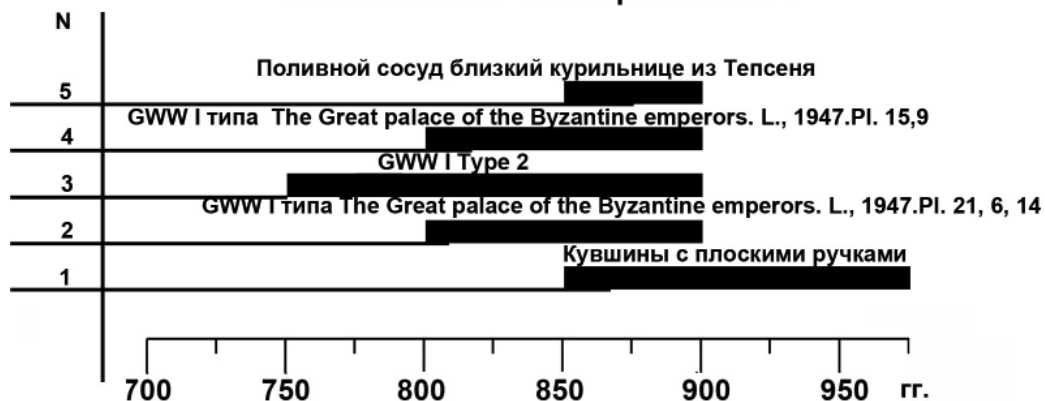 N
Поливной сосуд близкий курильнице из Тепсеня
5
GWW I типа The Great palace of the Byzantine emperors. L., 1947.Pl. 15,9
4
GWW I Type 2
3
GWW I типа The Great palace of the Byzantine emperors. L., 1947.Pl. 21, 6, 14
2
Кувшины с плоскими ручками
1
700 750 800 850 900 950 гг.